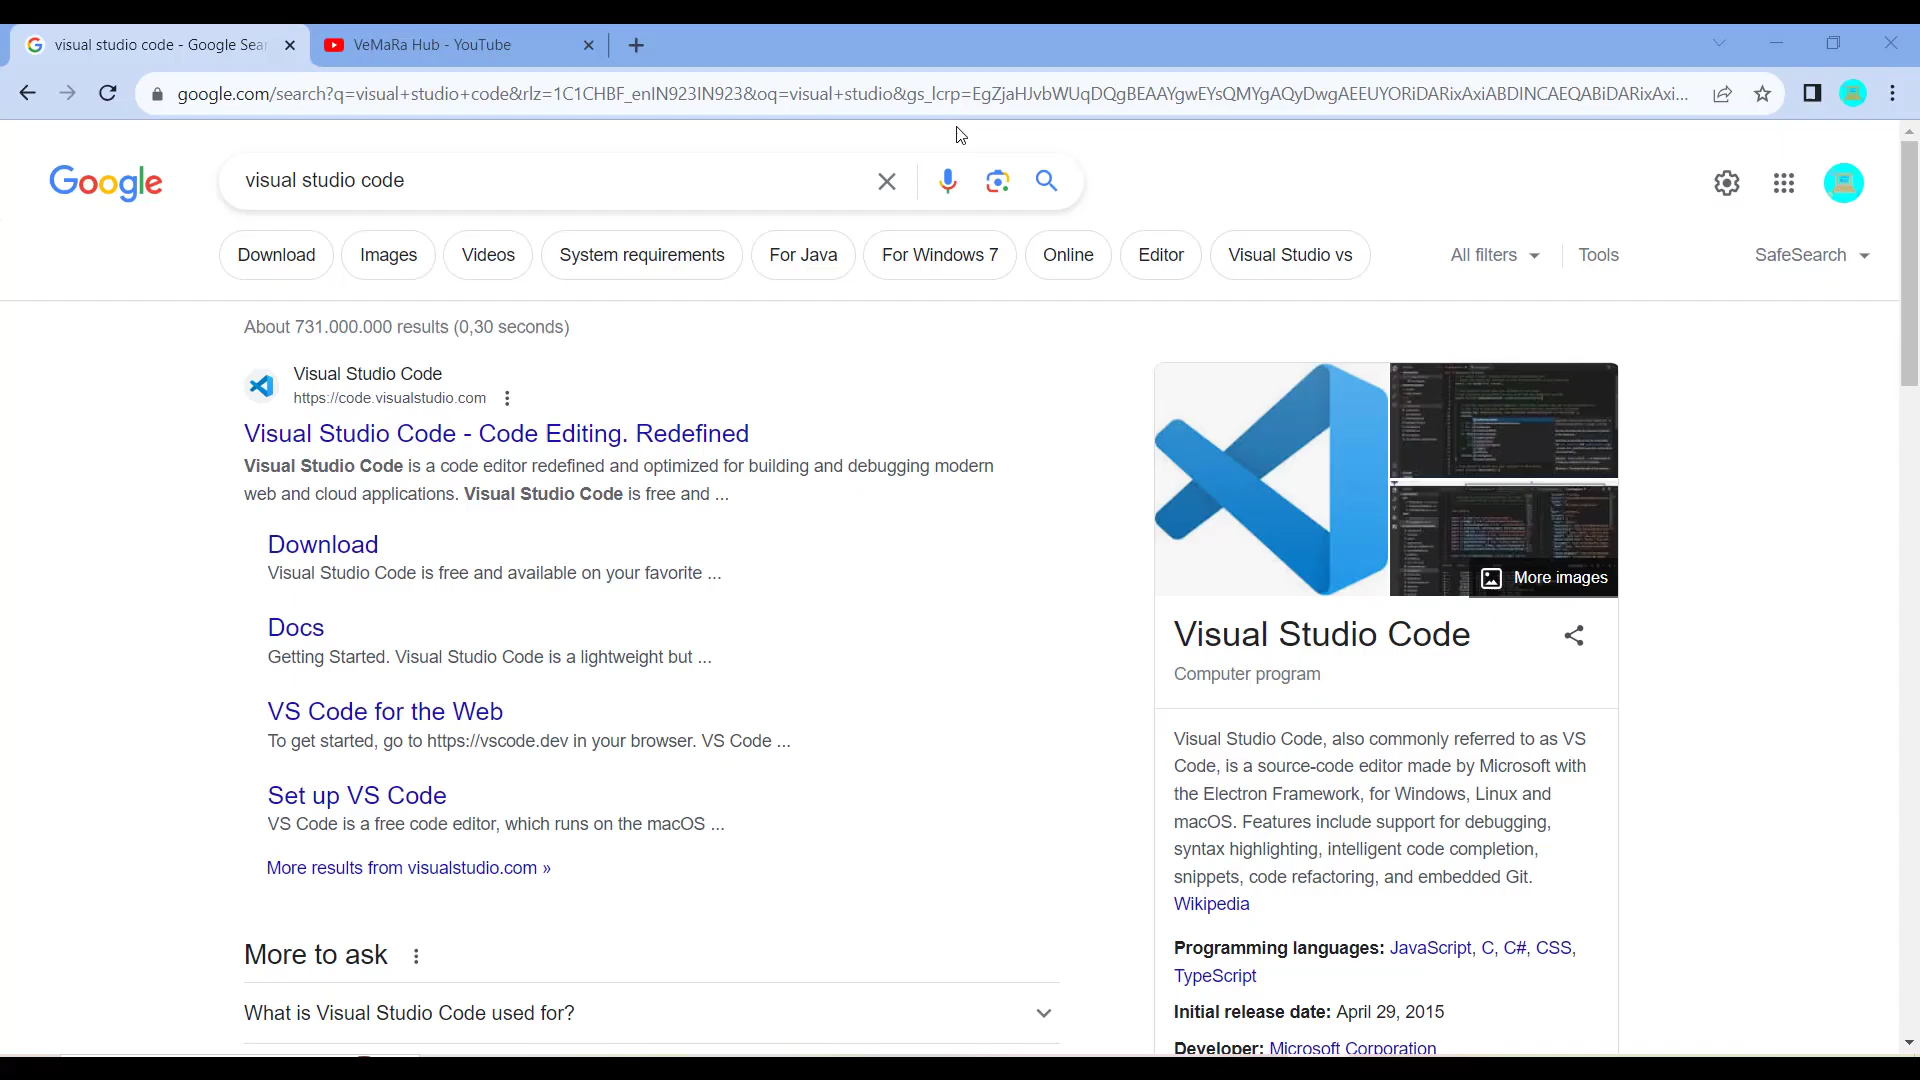 visual studio code - Google Sear
VeMaRa Hub - YouTube
google.com/search?q=visual+studio+code&rlz=1C1CHBF_enIN923IN923&oq=visual+studio&gs_lcrp=EgZjaHJvbWUqDQgBEAAYgwEYsQMYgAQyDwgAEEUYORiDARixAxiABDINCAEQABiDARixAxi...
Google
visual studio code
Download
Images
Videos
System requirements
For Java
For Windows 7
Online
Editor
Visual Studio vs
All filters
Tools
SafeSearch
About 731.000.000 results (0,30 seconds)
Visual Studio Code
https://code.visualstudio.com
Visual Studio Code - Code Editing. Redefined
Visual Studio Code is a code editor redefined and optimized for building and debugging modern
web and cloud applications. Visual Studio Code is free and ...
Download
Visual Studio Code is free and available on your favorite ...
Docs
Getting Started. Visual Studio Code is a lightweight but ...
VS Code for the Web
To get started, go to https://vscode.dev in your browser. VS Code ...
Set up VS Code
VS Code is a free code editor, which runs on the macOS ...
More results from visualstudio.com »
More to ask
What is Visual Studio Code used for?
More images
Visual Studio Code
Computer program
Visual Studio Code, also commonly referred to as VS
Code, is a source-code editor made by Microsoft with
the Electron Framework, for Windows, Linux and
macOS. Features include support for debugging,
syntax highlighting, intelligent code completion,
snippets, code refactoring, and embedded Git.
Wikipedia
Programming languages: JavaScript, C, C#, CSS,
TypeScript
Initial release date: April 29, 2015
Developer: Microsoft Corporation